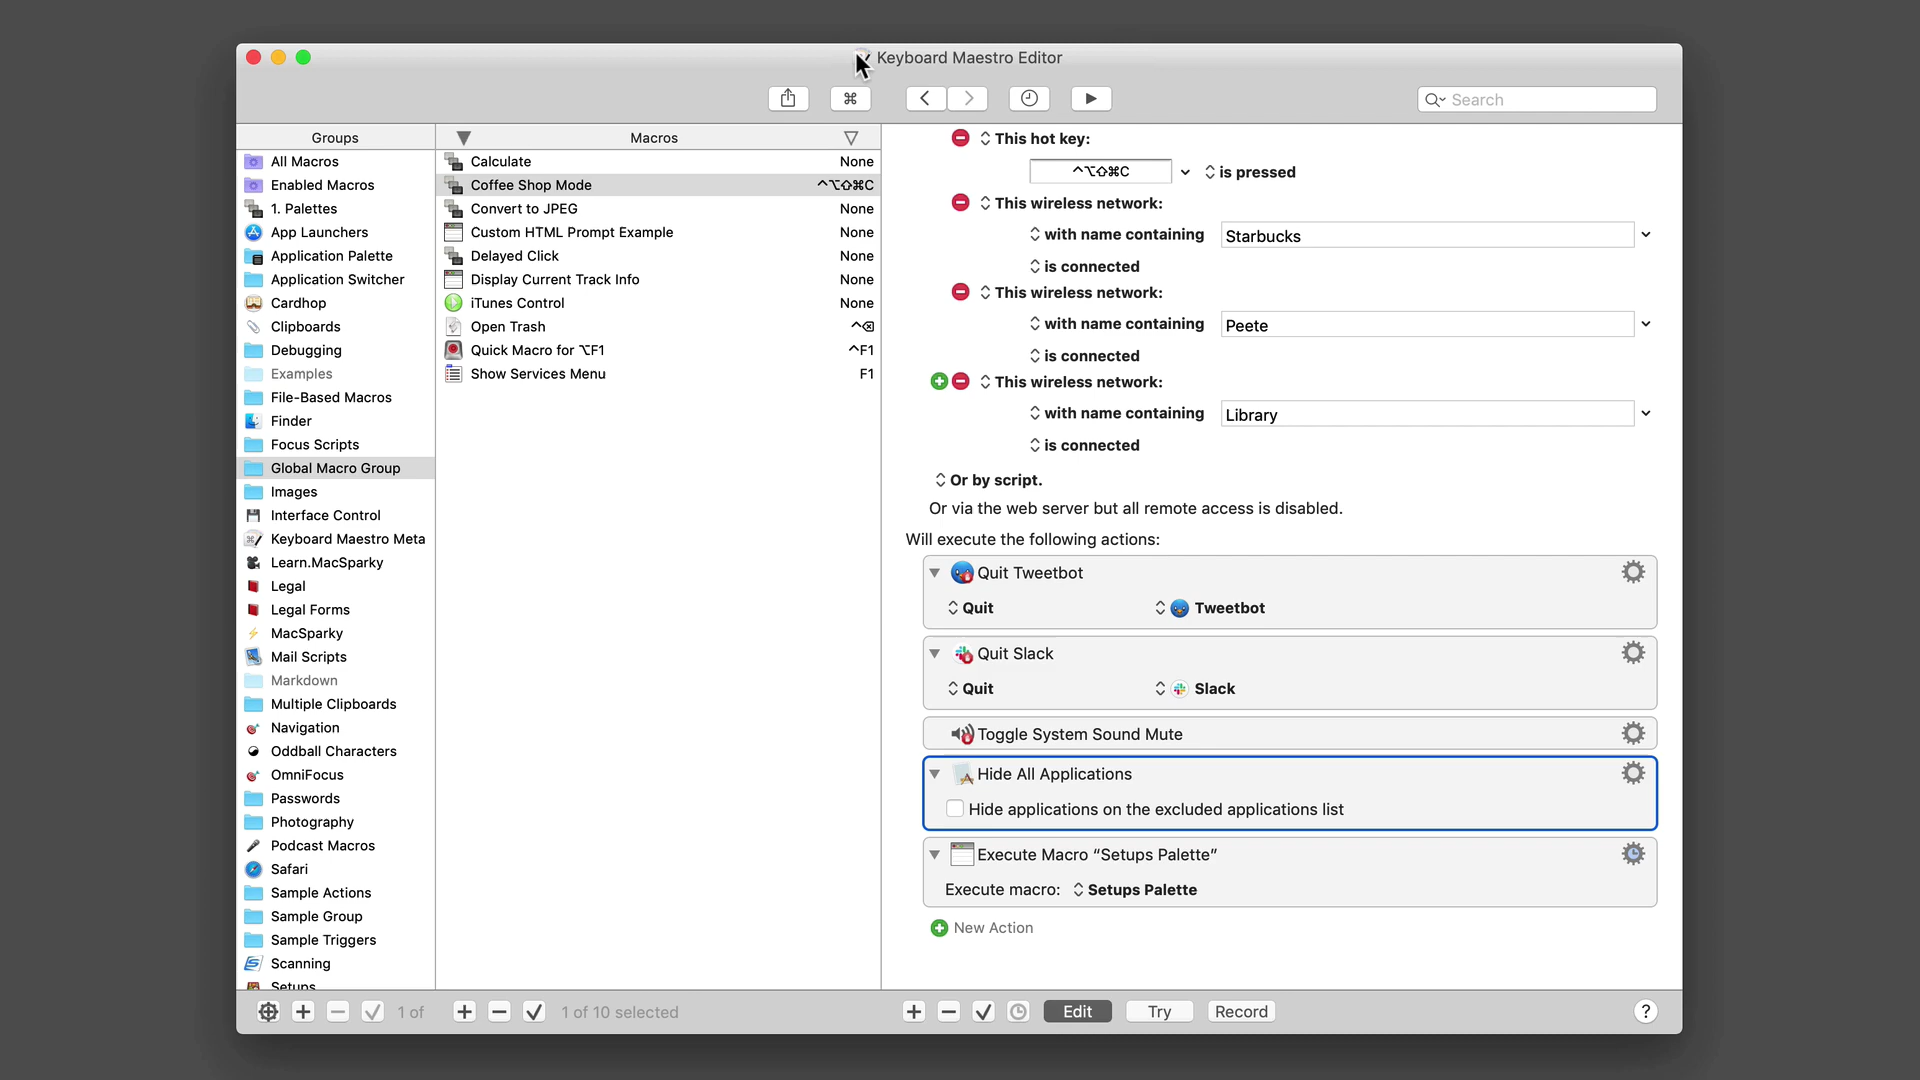 Keyboard Maestro Editor
⌘
Search
Groups
Macros
All Macros
Enabled Macros
1. Palettes
App Launchers
Application Palette
Application Switcher
Cardhop
Clipboards
Debugging
Examples
File-Based Macros
Finder
Focus Scripts
Global Macro Group
Images
Interface Control
Keyboard Maestro Meta
Learn.MacSparky
Legal
Legal Forms
MacSparky
Mail Scripts
Markdown
Multiple Clipboards
Navigation
Oddball Characters
OmniFocus
Passwords
Photography
Podcast Macros
Safari
Sample Actions
Sample Group
Sample Triggers
Scanning
Setups
Calculate None
Coffee Shop Mode ^⌥⇧⌘C
Convert to JPEG None
Custom HTML Prompt Example None
Delayed Click None
Display Current Track Info None
iTunes Control None
Open Trash ^⌫
Quick Macro for ⌥F1 ^F1
Show Services Menu F1
This hot key:
^⌥⇧⌘C is pressed
This wireless network:
with name containing Starbucks
is connected
This wireless network:
with name containing Peete
is connected
This wireless network:
with name containing Library
is connected
Or by script.
Or via the web server but all remote access is disabled.
Will execute the following actions:
Quit Tweetbot
Quit Tweetbot
Quit Slack
Quit Slack
Toggle System Sound Mute
Hide All Applications
Hide applications on the excluded applications list
Execute Macro “Setups Palette”
Execute macro: Setups Palette
New Action
1 of
1 of 10 selected
Edit Try Record ?